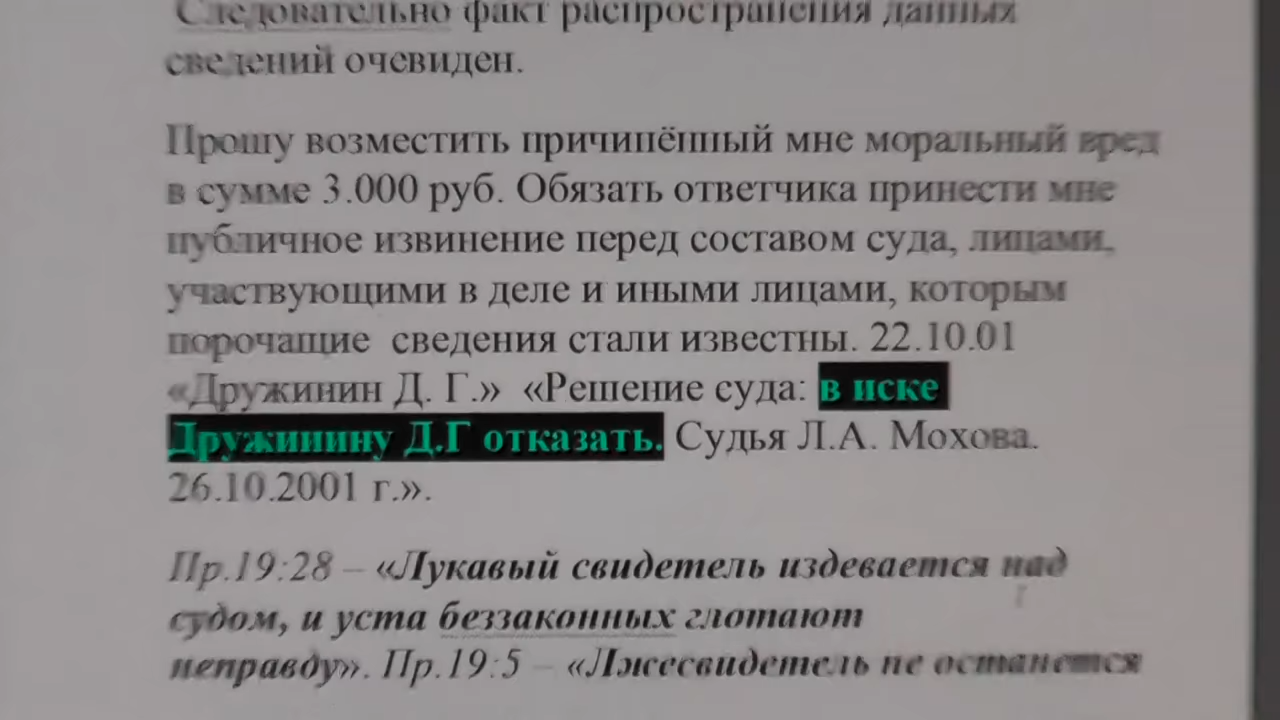 Следовательно факт распространения данных
сведений очевиден.
Прошу возместить причинённый мне моральный вред
в сумме 3.000 руб. Обязать ответчика принести мне
публичное извинение перед составом суда, лицами,
участвующими в деле и иными лицами, которым
порочащие  сведения стали известны. 22.10.01
«Дружинин Д. Г.»  «Решение суда: в иске
Дружинину Д.Г отказать. Судья Л.А. Мохова.
26.10.2001 г.».
Пр.19:28 – «Лукавый свидетель издевается над
судом, и уста беззаконных глотают
неправду». Пр.19:5 – «Лжесвидетель не останется